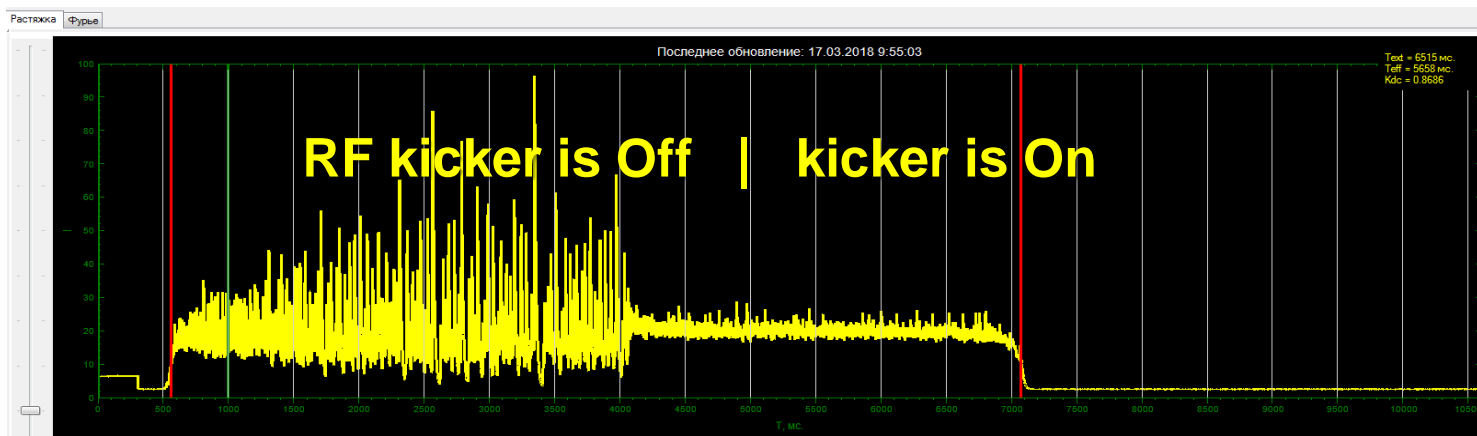 Растяжка Фурье
Последнее обновление: 17.03.2018 9:55:03
Text = 6515 мс.
Teff = 5658 мс.
Kdc = 0.8686
100
90
80
70
60
50
40
30
20
10
0
RF kicker is Off | kicker is On
I
0 500 1000 1500 2000 2500 3000 3500 4000 4500 5000 5500 6000 6500 7000 7500 8000 8500 9000 9500 10000 10500
T, мс.